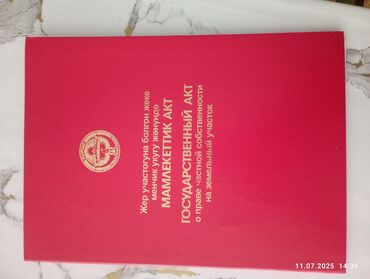 Жер участогуна болгон жеке
менчик укугу жөнүндө
МАМЛЕКЕТТИК АКТ
ГОСУДАРСТВЕННЫЙ АКТ
о праве частной собственности
на земельный участок
11.07.2025 14:39